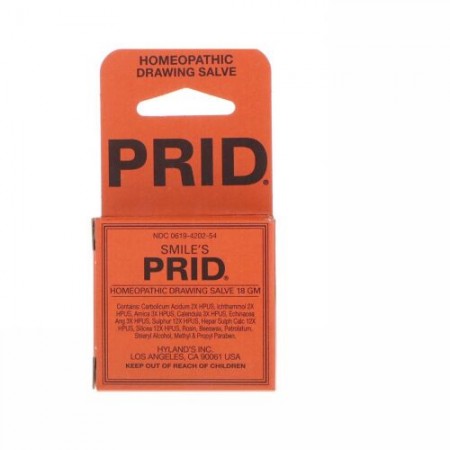 HOMEOPATHIC
DRAWING SALVE
PRID®
NDC 0619-4202-54
SMILE'S
PRID®
HOMEOPATHIC DRAWING SALVE 18 GM
Contains: Carbolicum Acidum 2X HPUS, Ichthammol 2X
HPUS, Arnica 3X HPUS, Calendula 3X HPUS, Echinacea
Ang 3X HPUS, Sulphur 12X HPUS, Hepar Sulph Calc 12X
HPUS, Silicea 12X HPUS, Rosin, Beeswax, Petrolatum,
Stearyl Alcohol, Methyl & Propyl Paraben.
HYLAND'S INC.
LOS ANGELES, CA 90061 USA
KEEP OUT OF REACH OF CHILDREN